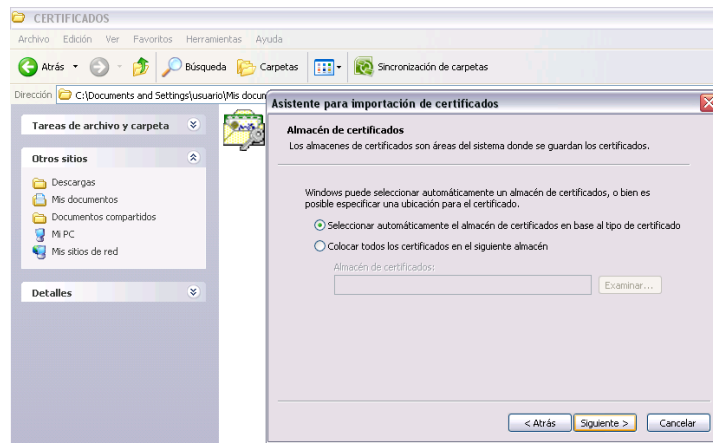 CERTIFICADOS
Archivo Edición Ver Favoritos Herramientas Ayuda
Atrás Búsqueda Carpetas Sincronización de carpetas
Dirección C:\Documents and Settings\usuario\Mis docum
Asistente para importación de certificados
Tareas de archivo y carpeta
Otros sitios
Descargas
Mis documentos
Documentos compartidos
Mi PC
Mis sitios de red
Detalles
Almacén de certificados
Los almacenes de certificados son áreas del sistema donde se guardan los certificados.
Windows puede seleccionar automáticamente un almacén de certificados, o bien es
posible especificar una ubicación para el certificado.
Seleccionar automáticamente el almacén de certificados en base al tipo de certificado
Colocar todos los certificados en el siguiente almacén
Almacén de certificados:
Examinar...
< Atrás Siguiente > Cancelar